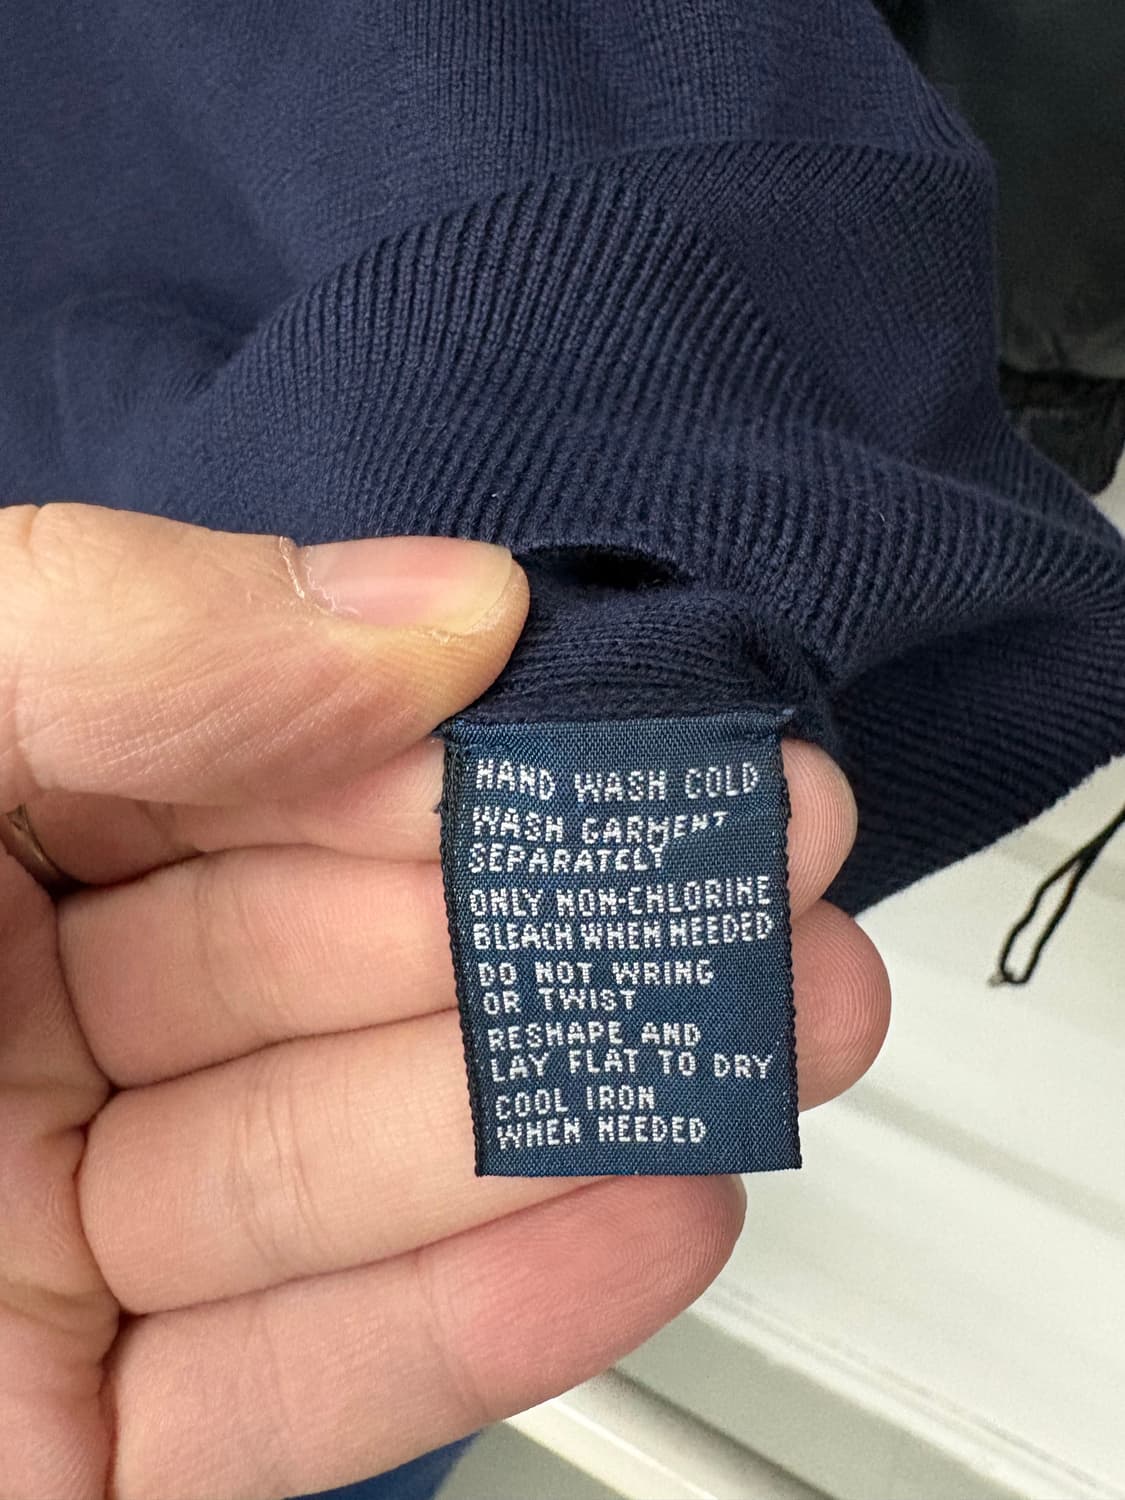 HAND WASH COLD
WASH GARMENT
SEPARATELY
ONLY NON-CHLORINE
BLEACH WHEN NEEDED
DO NOT WRING
OR TWIST
RESHAPE AND
LAY FLAT TO DRY
COOL IRON
WHEN NEEDED